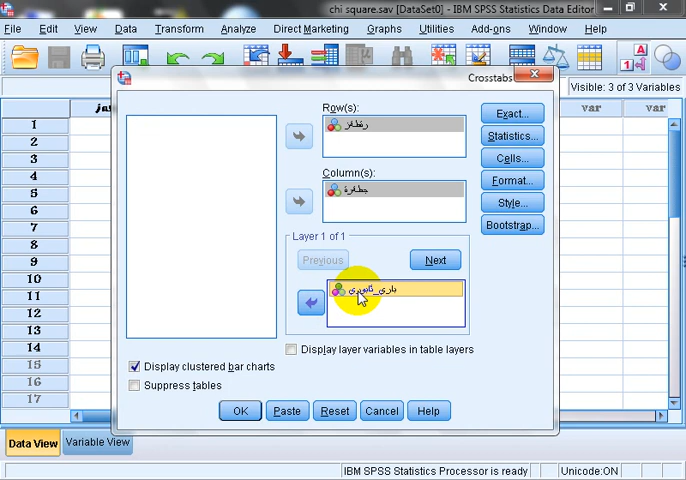 chi square.sav [DataSet0] - IBM SPSS Statistics Data Editor
File Edit View Data Transform Analyze Direct Marketing Graphs Utilities Add-ons Window Help
Crosstabs
Visible: 3 of 3 Variables
var var
1
2
3
4
5
6
7
8
9
10
11
12
13
14
15
16
17
Row(s):
Column(s):
جطارة
Layer 1 of 1
Previous Next
باري_ئابوري
Display layer variables in table layers
Display clustered bar charts
Suppress tables
Exact...
Statistics...
Cells...
Format...
Style...
Bootstrap...
OK Paste Reset Cancel Help
Data View Variable View
IBM SPSS Statistics Processor is ready Unicode:ON